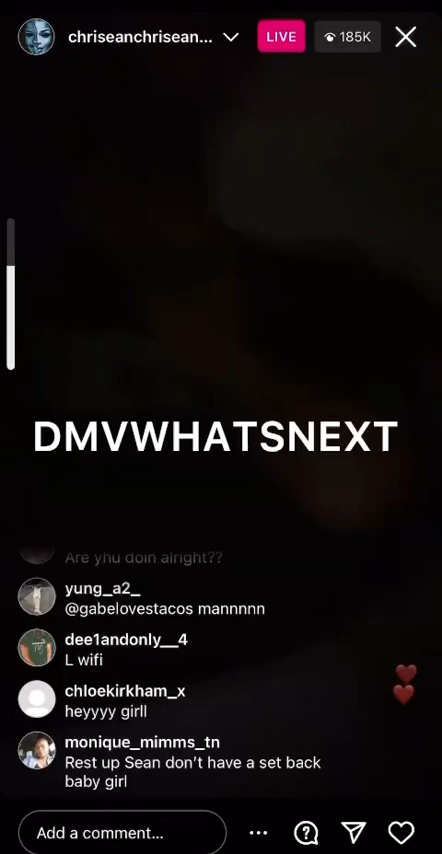 chriseanchrisean...
LIVE
185K
DMVWHATSNEXT
Are yhu doin alright??
yung_a2_
@gabelovestacos mannnnn
dee1andonly__4
L wifi
chloekirkham_x
heyyyy girll
monique_mimms_tn
Rest up Sean don’t have a set back
baby girl
Add a comment...